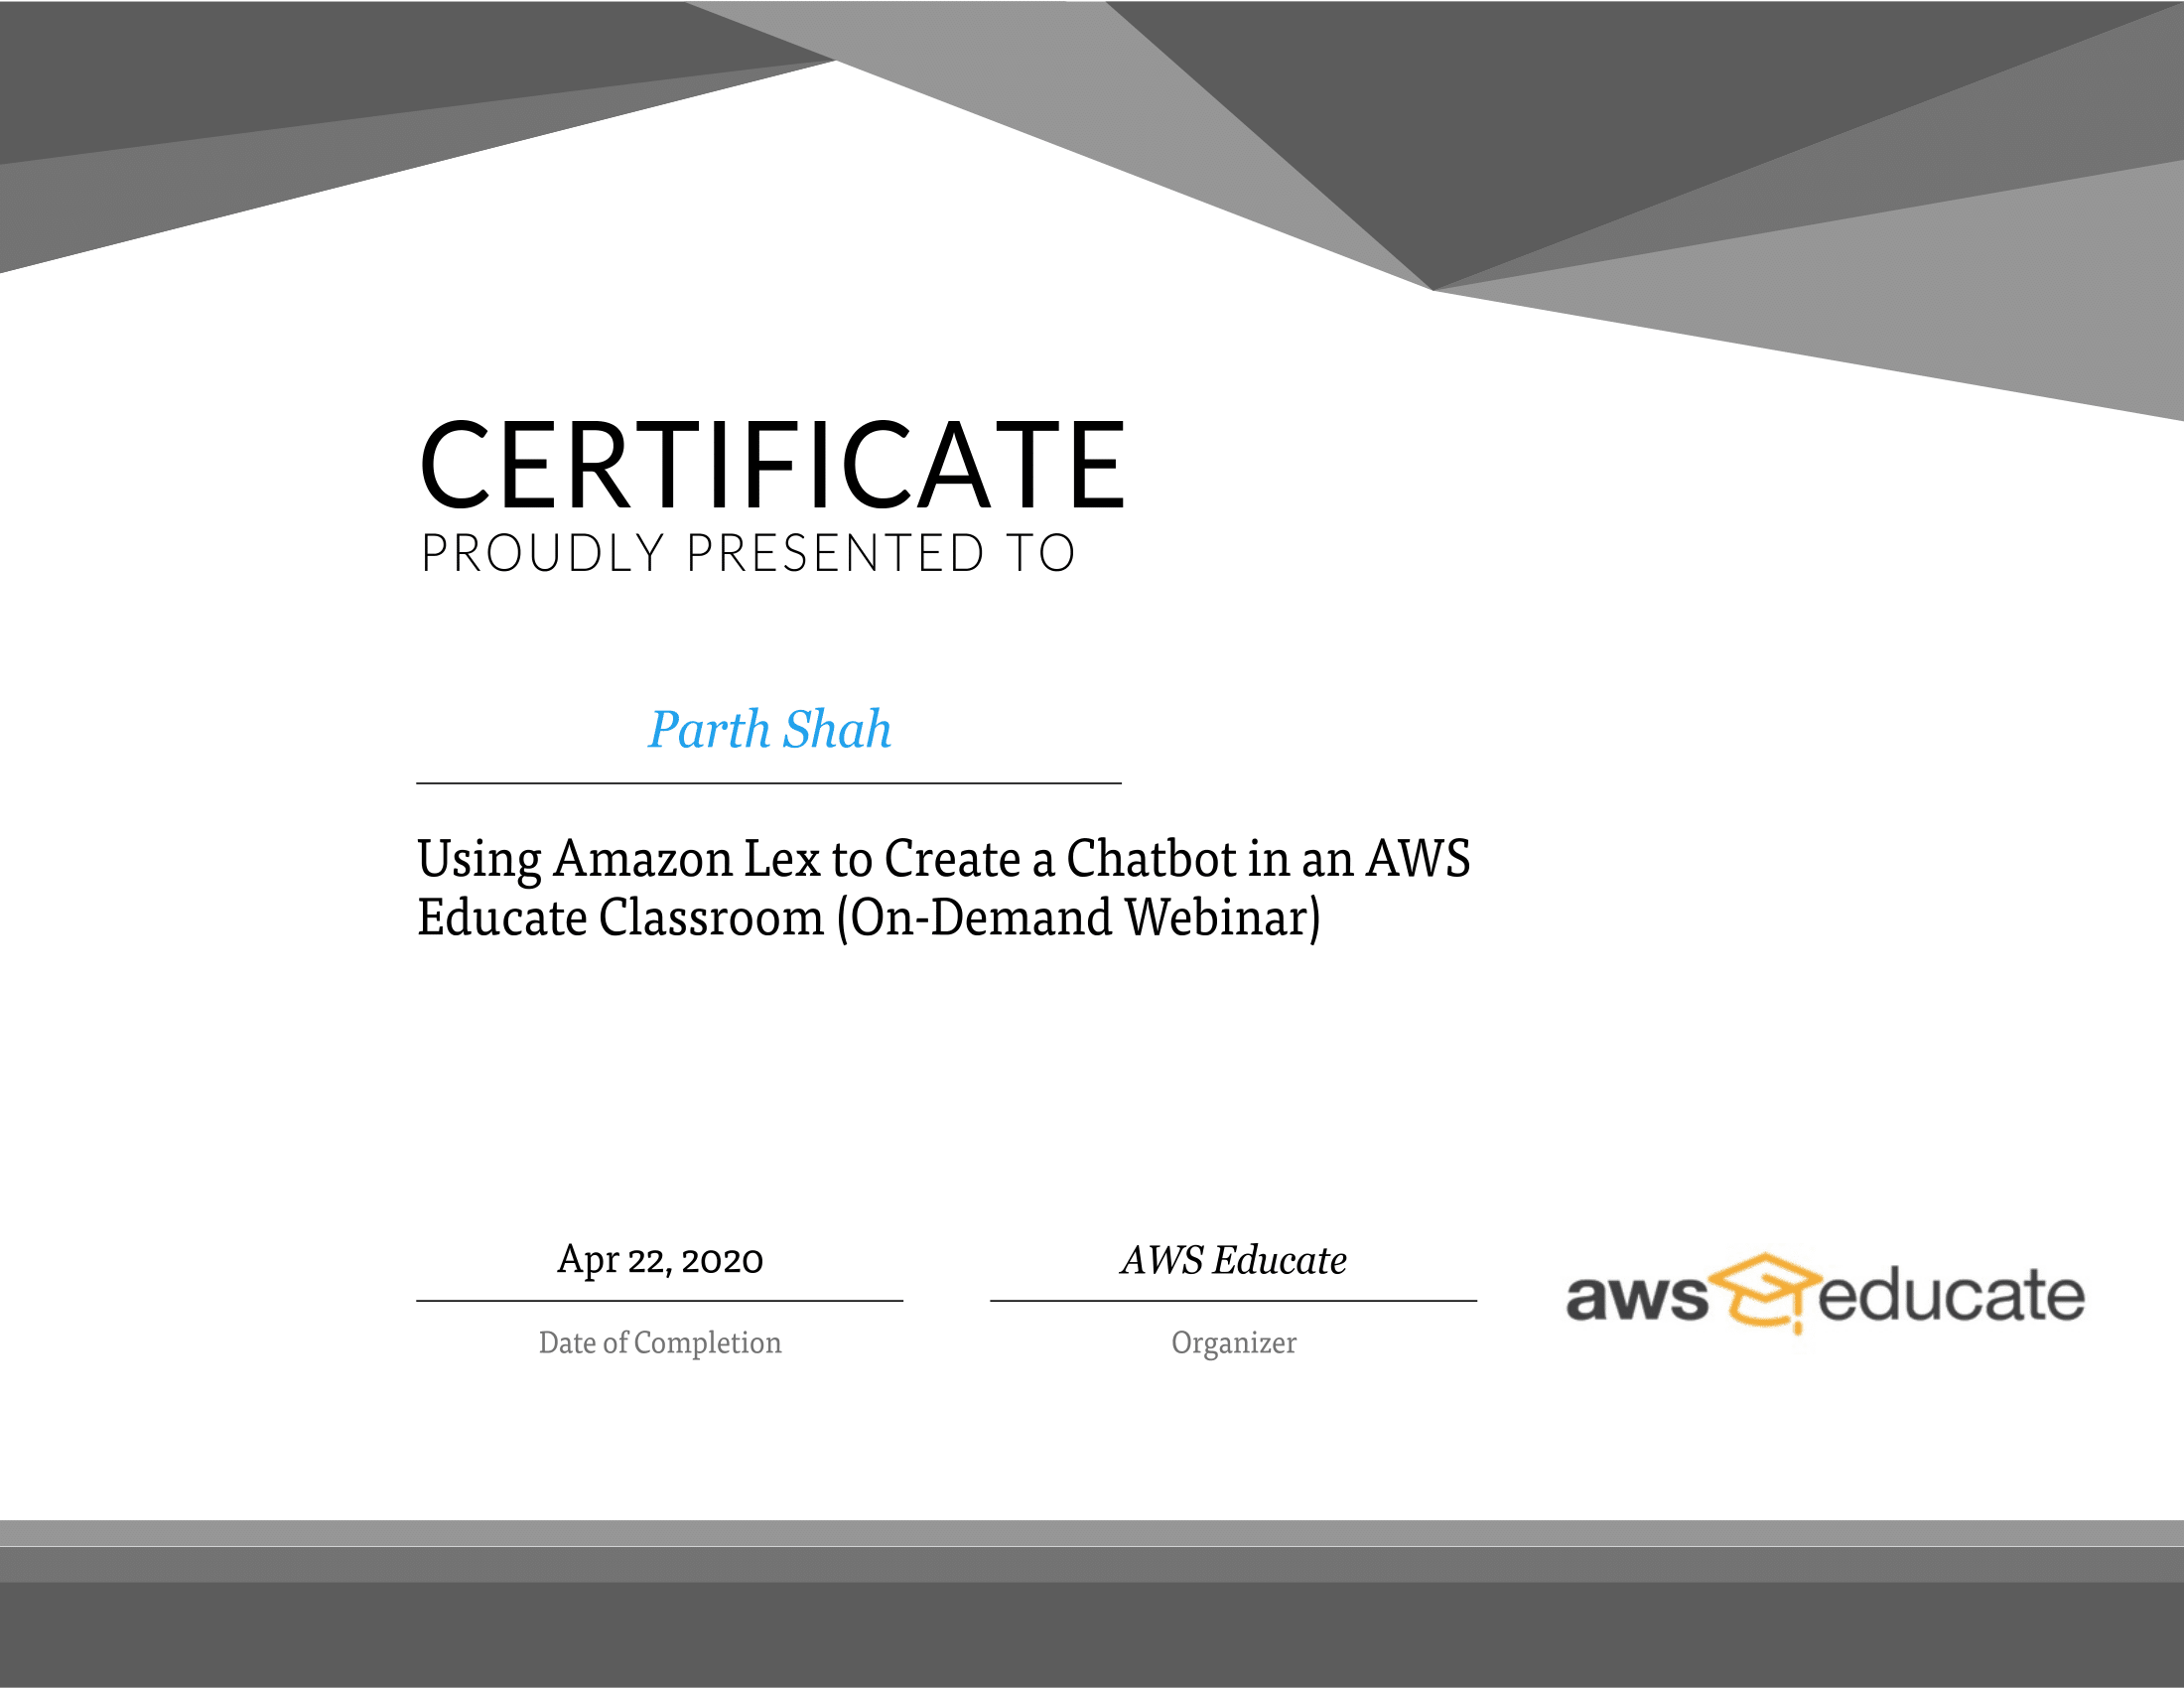 CERTIFICATE
PROUDLY PRESENTED TO
Parth Shah
Using Amazon Lex to Create a Chatbot in an AWS
Educate Classroom (On-Demand Webinar)
Apr 22, 2020
Date of Completion
AWS Educate
Organizer
aws educate